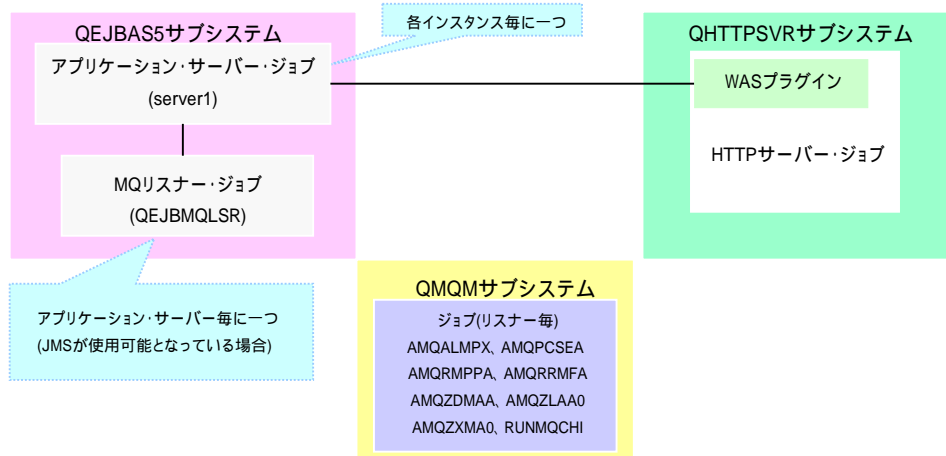 QEJBAS5サブシステム
アプリケーション・サーバー・ジョブ
(server1)
MQリスナー・ジョブ
(QEJBMQLSR)
各インスタンス毎に一つ
QHTTPSVRサブシステム
WASプラグイン
HTTPサーバー・ジョブ
アプリケーション・サーバー毎に一つ
(JMSが使用可能となっている場合)
QMQMサブシステム
ジョブ(リスナー毎)
AMQALMPX、AMQPCSEA
AMQRMPPA、AMQRRMFA
AMQZDMAA、AMQZLAA0
AMQZXMA0、RUNMQCHI